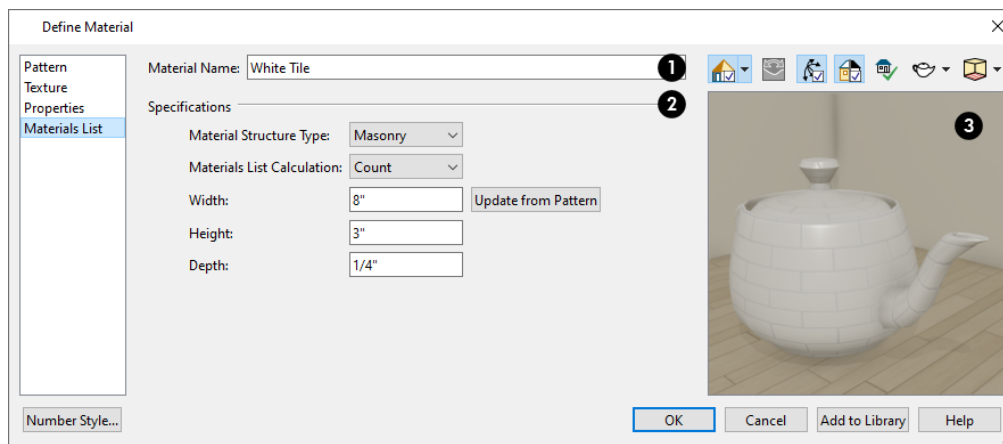 Define Material
Pattern
Texture
Properties
Materials List
Material Name: White Tile
1
Specifications
2
Material Structure Type: Masonry
Materials List Calculation: Count
Width: 8" Update from Pattern
Height: 3"
Depth: 1/4"
3
Number Style...
OK Cancel Add to Library Help